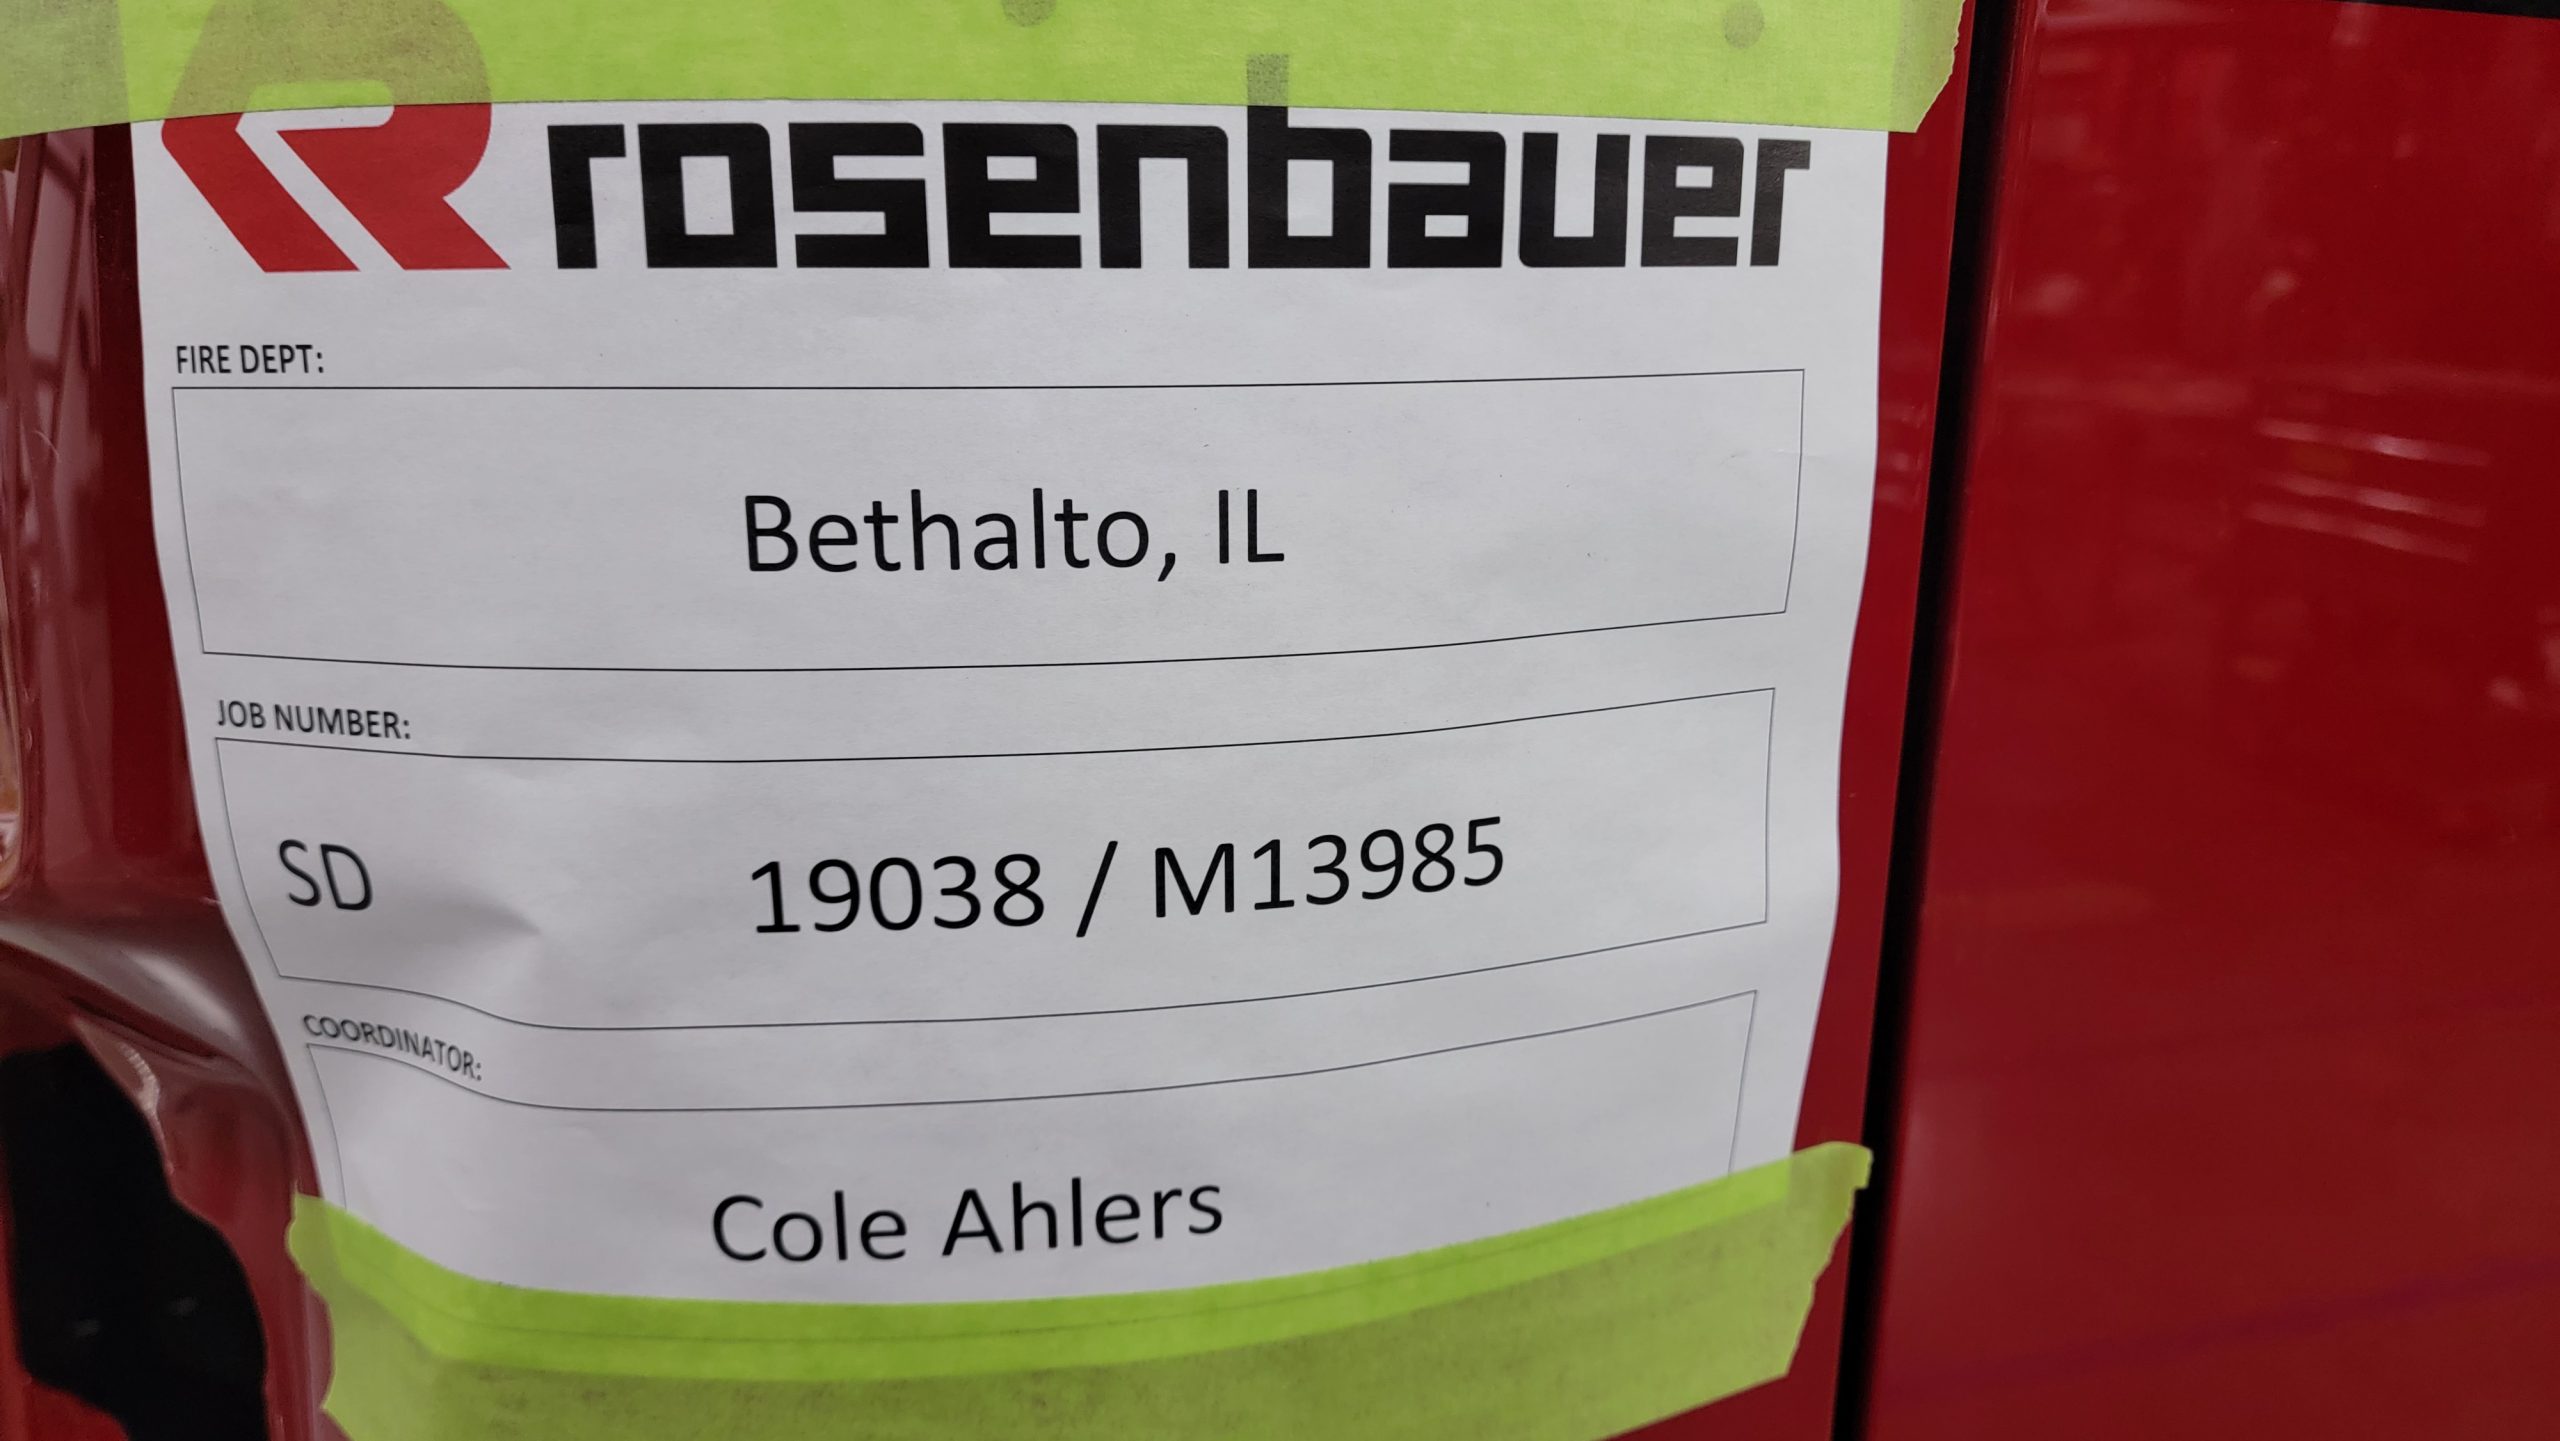 rosenbauer
FIRE DEPT:
Bethalto, IL
JOB NUMBER:
SD 19038 / M13985
COORDINATOR:
Cole Ahlers